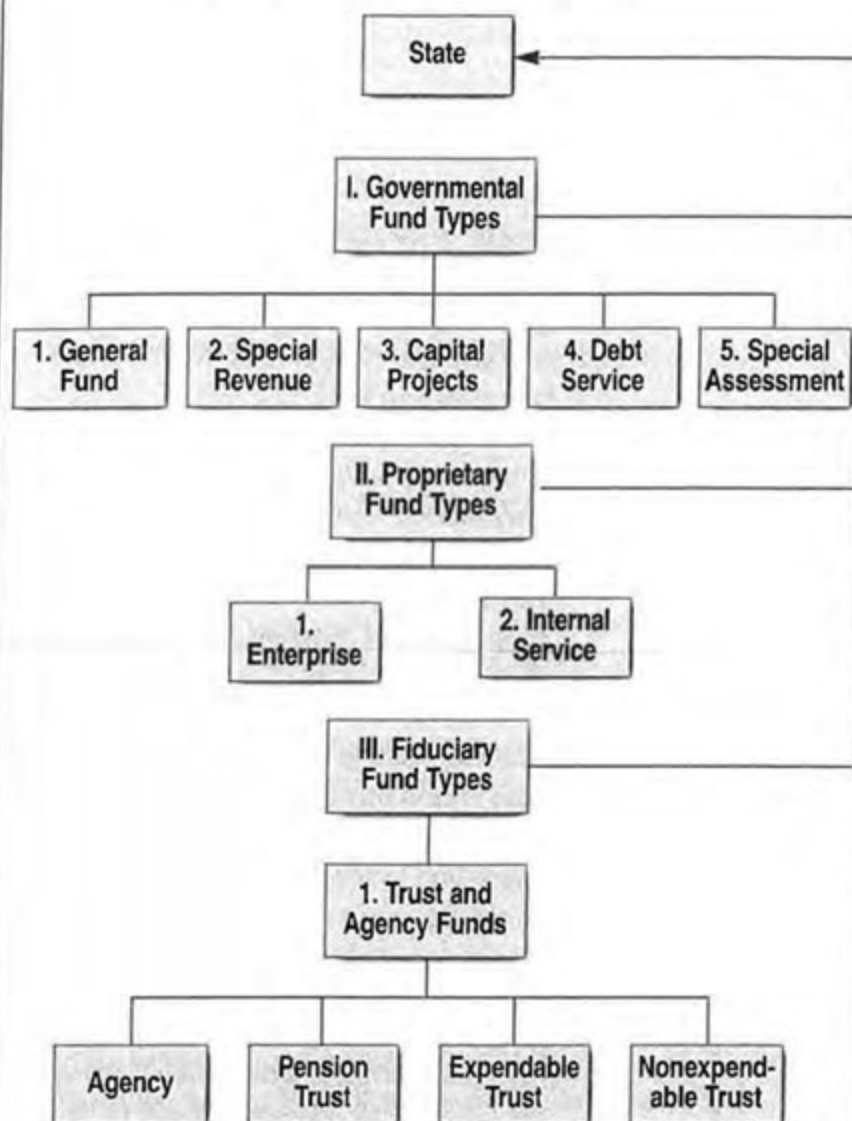 State
I. Governmental
Fund Types
1. General
Fund
2. Special
Revenue
3. Capital
Projects
4. Debt
Service
5. Special
Assessment
II. Proprietary
Fund Types
1.
Enterprise
2. Internal
Service
III. Fiduciary
Fund Types
1. Trust and
Agency Funds
Agency
Pension
Trust
Expendable
Trust
Nonexpend-
able Trust